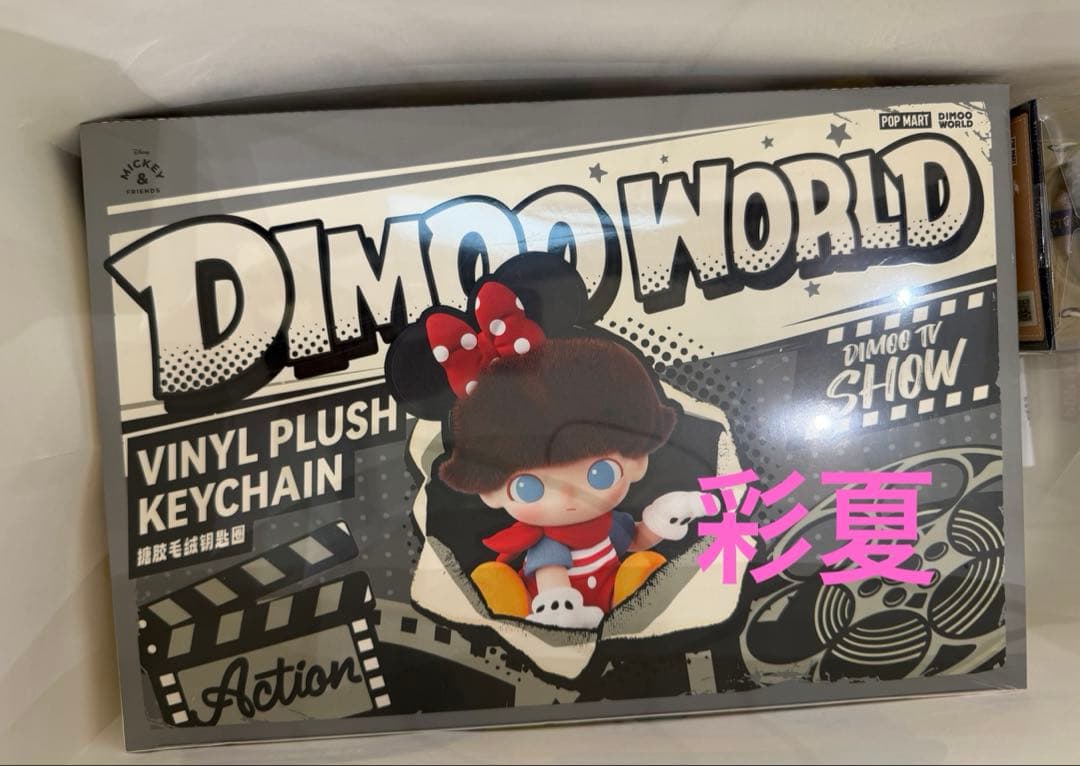 Disney
MICKEY
&
FRIENDS
POP MART
DIMOO
WORLD
DIMOO WORLD
DIMOO TV
SHOW
VINYL PLUSH
KEYCHAIN
搪胶毛绒钥匙圈
彩夏
Action